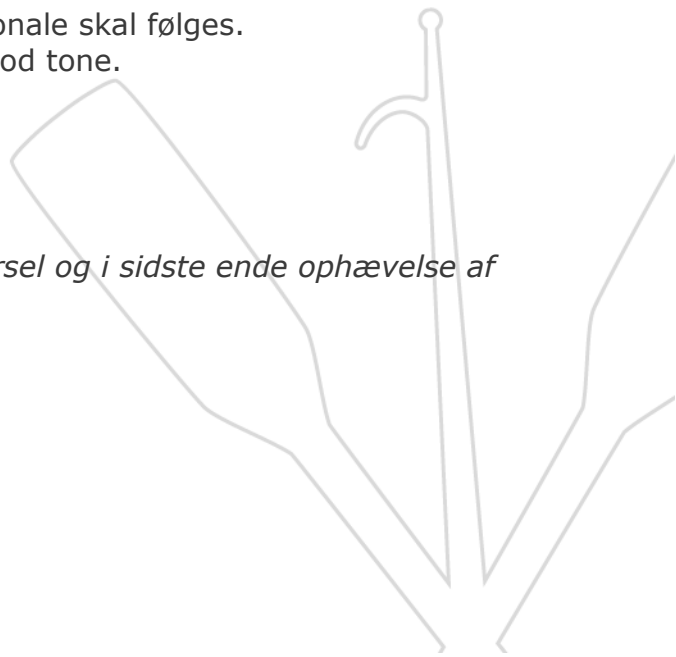 onale skal følges.
od tone.
rsel og i sidste ende ophævelse af